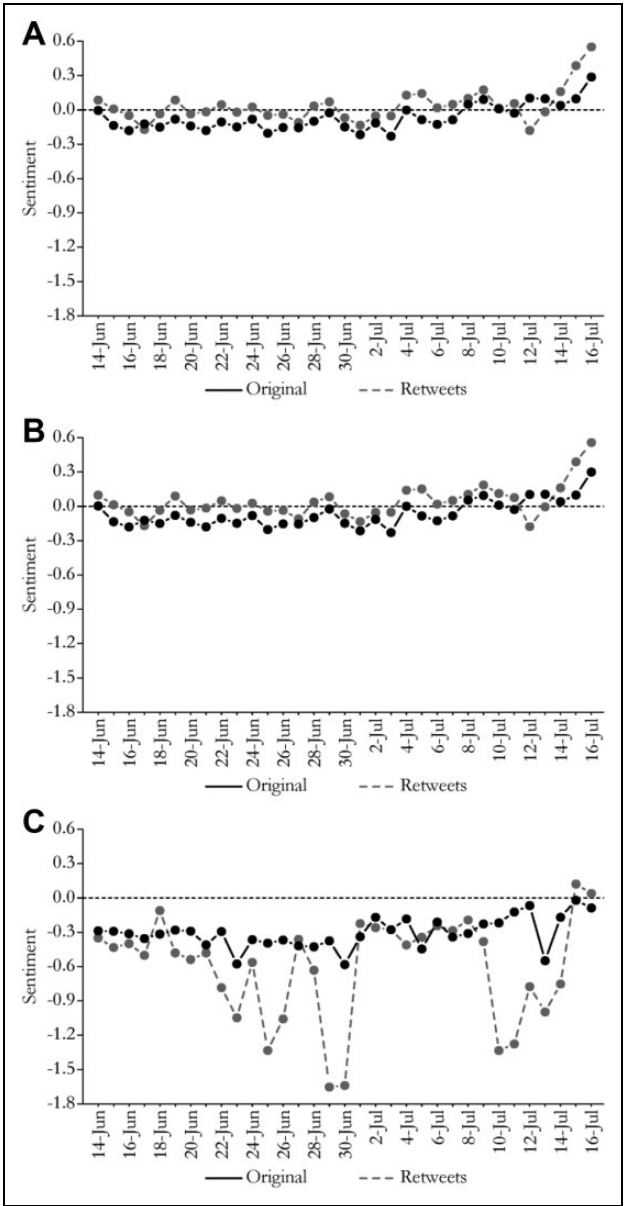 A
0.6
0.3
0.0
-0.3
-0.6
-0.9
-1.2
-1.5
-1.8
Sentiment
14-Jun 16-Jun 18-Jun 20-Jun 22-Jun 24-Jun 26-Jun 28-Jun 30-Jun 2-Jul 4-Jul 6-Jul 8-Jul 10-Jul 12-Jul 14-Jul 16-Jul
Original Retweets
B
0.6
0.3
0.0
-0.3
-0.6
-0.9
-1.2
-1.5
-1.8
Sentiment
14-Jun 16-Jun 18-Jun 20-Jun 22-Jun 24-Jun 26-Jun 28-Jun 30-Jun 2-Jul 4-Jul 6-Jul 8-Jul 10-Jul 12-Jul 14-Jul 16-Jul
Original Retweets
C
0.6
0.3
0.0
-0.3
-0.6
-0.9
-1.2
-1.5
-1.8
Sentiment
14-Jun 16-Jun 18-Jun 20-Jun 22-Jun 24-Jun 26-Jun 28-Jun 30-Jun 2-Jul 4-Jul 6-Jul 8-Jul 10-Jul 12-Jul 14-Jul 16-Jul
Original Retweets